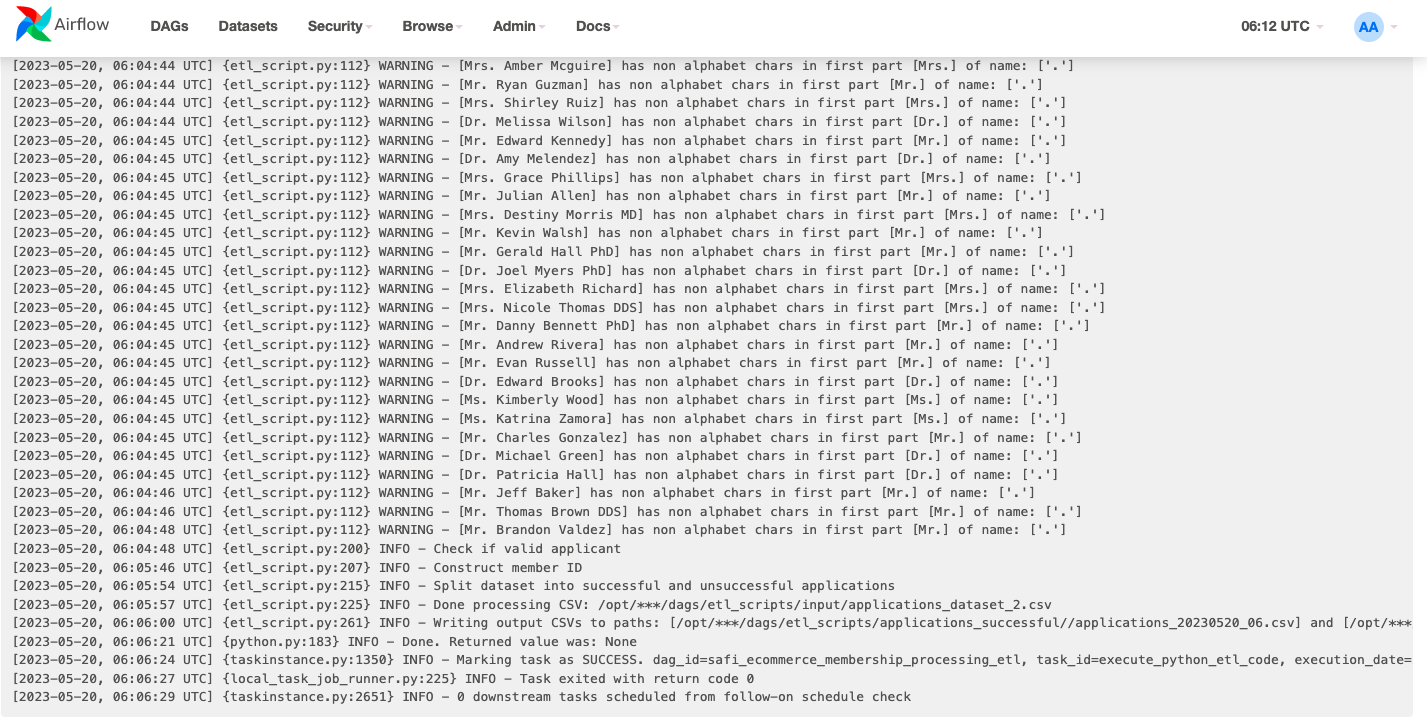 Airflow DAGs Datasets Security Browse Admin Docs 06:12 UTC AA
[2023-05-20, 06:04:44 UTC] {etl_script.py:112} WARNING - [Mrs. Amber Mcguire] has non alphabet chars in first part [Mrs.] of name: ['.']
[2023-05-20, 06:04:44 UTC] {etl_script.py:112} WARNING - [Mr. Ryan Guzman] has non alphabet chars in first part [Mr.] of name: ['.']
[2023-05-20, 06:04:44 UTC] {etl_script.py:112} WARNING - [Mrs. Shirley Ruiz] has non alphabet chars in first part [Mrs.] of name: ['.']
[2023-05-20, 06:04:44 UTC] {etl_script.py:112} WARNING - [Dr. Melissa Wilson] has non alphabet chars in first part [Dr.] of name: ['.']
[2023-05-20, 06:04:45 UTC] {etl_script.py:112} WARNING - [Mr. Edward Kennedy] has non alphabet chars in first part [Mr.] of name: ['.']
[2023-05-20, 06:04:45 UTC] {etl_script.py:112} WARNING - [Dr. Amy Melendez] has non alphabet chars in first part [Dr.] of name: ['.']
[2023-05-20, 06:04:45 UTC] {etl_script.py:112} WARNING - [Mrs. Grace Phillips] has non alphabet chars in first part [Mrs.] of name: ['.']
[2023-05-20, 06:04:45 UTC] {etl_script.py:112} WARNING - [Mr. Julian Allen] has non alphabet chars in first part [Mr.] of name: ['.']
[2023-05-20, 06:04:45 UTC] {etl_script.py:112} WARNING - [Mrs. Destiny Morris MD] has non alphabet chars in first part [Mrs.] of name: ['.']
[2023-05-20, 06:04:45 UTC] {etl_script.py:112} WARNING - [Mr. Kevin Walsh] has non alphabet chars in first part [Mr.] of name: ['.']
[2023-05-20, 06:04:45 UTC] {etl_script.py:112} WARNING - [Mr. Gerald Hall PhD] has non alphabet chars in first part [Mr.] of name: ['.']
[2023-05-20, 06:04:45 UTC] {etl_script.py:112} WARNING - [Dr. Joel Myers PhD] has non alphabet chars in first part [Dr.] of name: ['.']
[2023-05-20, 06:04:45 UTC] {etl_script.py:112} WARNING - [Mrs. Elizabeth Richard] has non alphabet chars in first part [Mrs.] of name: ['.']
[2023-05-20, 06:04:45 UTC] {etl_script.py:112} WARNING - [Mrs. Nicole Thomas DDS] has non alphabet chars in first part [Mrs.] of name: ['.']
[2023-05-20, 06:04:45 UTC] {etl_script.py:112} WARNING - [Mr. Danny Bennett PhD] has non alphabet chars in first part [Mr.] of name: ['.']
[2023-05-20, 06:04:45 UTC] {etl_script.py:112} WARNING - [Mr. Andrew Rivera] has non alphabet chars in first part [Mr.] of name: ['.']
[2023-05-20, 06:04:45 UTC] {etl_script.py:112} WARNING - [Mr. Evan Russell] has non alphabet chars in first part [Mr.] of name: ['.']
[2023-05-20, 06:04:45 UTC] {etl_script.py:112} WARNING - [Dr. Edward Brooks] has non alphabet chars in first part [Dr.] of name: ['.']
[2023-05-20, 06:04:45 UTC] {etl_script.py:112} WARNING - [Ms. Kimberly Wood] has non alphabet chars in first part [Ms.] of name: ['.']
[2023-05-20, 06:04:45 UTC] {etl_script.py:112} WARNING - [Ms. Katrina Zamora] has non alphabet chars in first part [Ms.] of name: ['.']
[2023-05-20, 06:04:45 UTC] {etl_script.py:112} WARNING - [Mr. Charles Gonzalez] has non alphabet chars in first part [Mr.] of name: ['.']
[2023-05-20, 06:04:45 UTC] {etl_script.py:112} WARNING - [Dr. Michael Green] has non alphabet chars in first part [Dr.] of name: ['.']
[2023-05-20, 06:04:45 UTC] {etl_script.py:112} WARNING - [Dr. Patricia Hall] has non alphabet chars in first part [Dr.] of name: ['.']
[2023-05-20, 06:04:46 UTC] {etl_script.py:112} WARNING - [Mr. Jeff Baker] has non alphabet chars in first part [Mr.] of name: ['.']
[2023-05-20, 06:04:46 UTC] {etl_script.py:112} WARNING - [Mr. Thomas Brown DDS] has non alphabet chars in first part [Mr.] of name: ['.']
[2023-05-20, 06:04:48 UTC] {etl_script.py:112} WARNING - [Mr. Brandon Valdez] has non alphabet chars in first part [Mr.] of name: ['.']
[2023-05-20, 06:04:48 UTC] {etl_script.py:200} INFO - Check if valid applicant
[2023-05-20, 06:05:46 UTC] {etl_script.py:207} INFO - Construct member ID
[2023-05-20, 06:05:54 UTC] {etl_script.py:215} INFO - Split dataset into successful and unsuccessful applications
[2023-05-20, 06:05:57 UTC] {etl_script.py:225} INFO - Done processing CSV: /opt/***/dags/etl_scripts/input/applications_dataset_2.csv
[2023-05-20, 06:06:00 UTC] {etl_script.py:261} INFO - Writing output CSVs to paths: [/opt/***/dags/etl_scripts/applications_successful//applications_20230520_06.csv] and [/opt/***
[2023-05-20, 06:06:21 UTC] {python.py:183} INFO - Done. Returned value was: None
[2023-05-20, 06:06:24 UTC] {taskinstance.py:1350} INFO - Marking task as SUCCESS. dag_id=safi_ecommerce_membership_processing_etl, task_id=execute_python_etl_code, execution_date=
[2023-05-20, 06:06:27 UTC] {local_task_job_runner.py:225} INFO - Task exited with return code 0
[2023-05-20, 06:06:29 UTC] {taskinstance.py:2651} INFO - 0 downstream tasks scheduled from follow-on schedule check